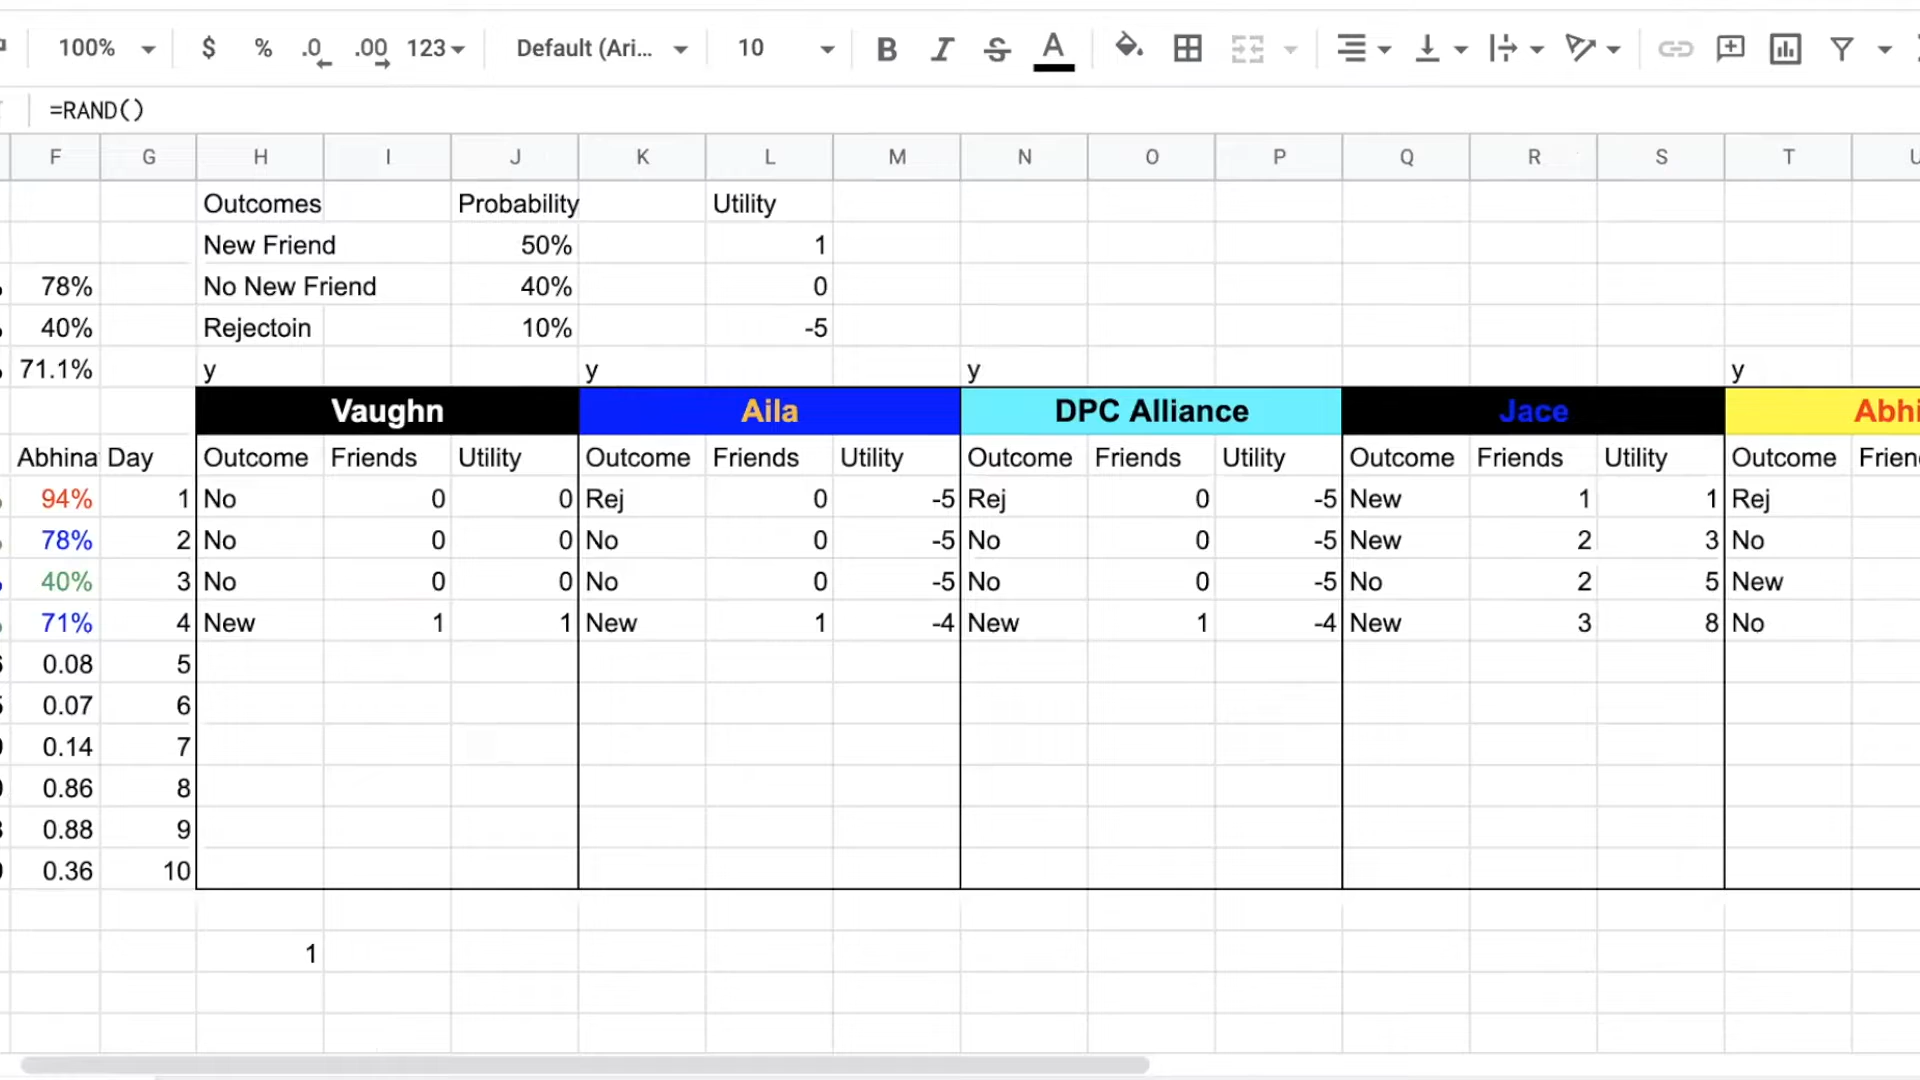 100% $ % .0 .00 123 Default (Ari... 10 B I S A
=RAND()
F G H I J K L M N O P Q R S T
Outcomes Probability Utility
New Friend 50% 1
78% No New Friend 40% 0
40% Rejectoin 10% -5
71.1% y y y y
Vaughn Aila DPC Alliance Jace Abhi
Abhina Day Outcome Friends Utility Outcome Friends Utility Outcome Friends Utility Outcome Friends Utility Outcome Frien
94% 1 No 0 0 Rej 0 -5 Rej 0 -5 New 1 1 Rej
78% 2 No 0 0 No 0 -5 No 0 -5 New 2 3 No
40% 3 No 0 0 No 0 -5 No 0 -5 No 2 5 New
71% 4 New 1 1 New 1 -4 New 1 -4 New 3 8 No
0.08 5
0.07 6
0.14 7
0.86 8
0.88 9
0.36 10
1